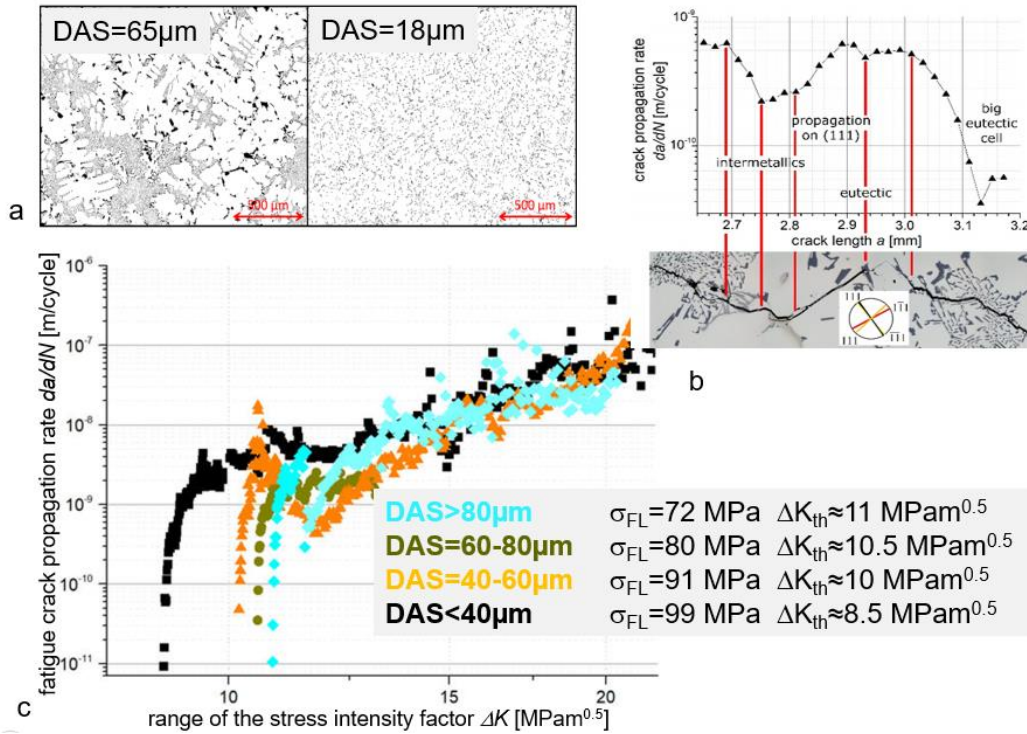 DAS=65µm
DAS=18µm
500 µm
500 µm
a
10⁻⁹
crack propagation rate
da/dN [m/cycle]
10⁻¹⁰
propagation
on (111)
intermetallics
eutectic
big
eutectic
cell
2.7 2.8 2.9 3.0 3.1 3.2
crack length a [mm]
b
fatigue crack propagation rate da/dN [m/cycle]
10⁻⁶
10⁻⁷
10⁻⁸
10⁻⁹
10⁻¹⁰
10⁻¹¹
DAS>80µm σFL=72 MPa ΔKth≈11 MPam⁰·⁵
DAS=60-80µm σFL=80 MPa ΔKth≈10.5 MPam⁰·⁵
DAS=40-60µm σFL=91 MPa ΔKth≈10 MPam⁰·⁵
DAS<40µm σFL=99 MPa ΔKth≈8.5 MPam⁰·⁵
10 15 20
c
range of the stress intensity factor ΔK [MPam⁰·⁵]